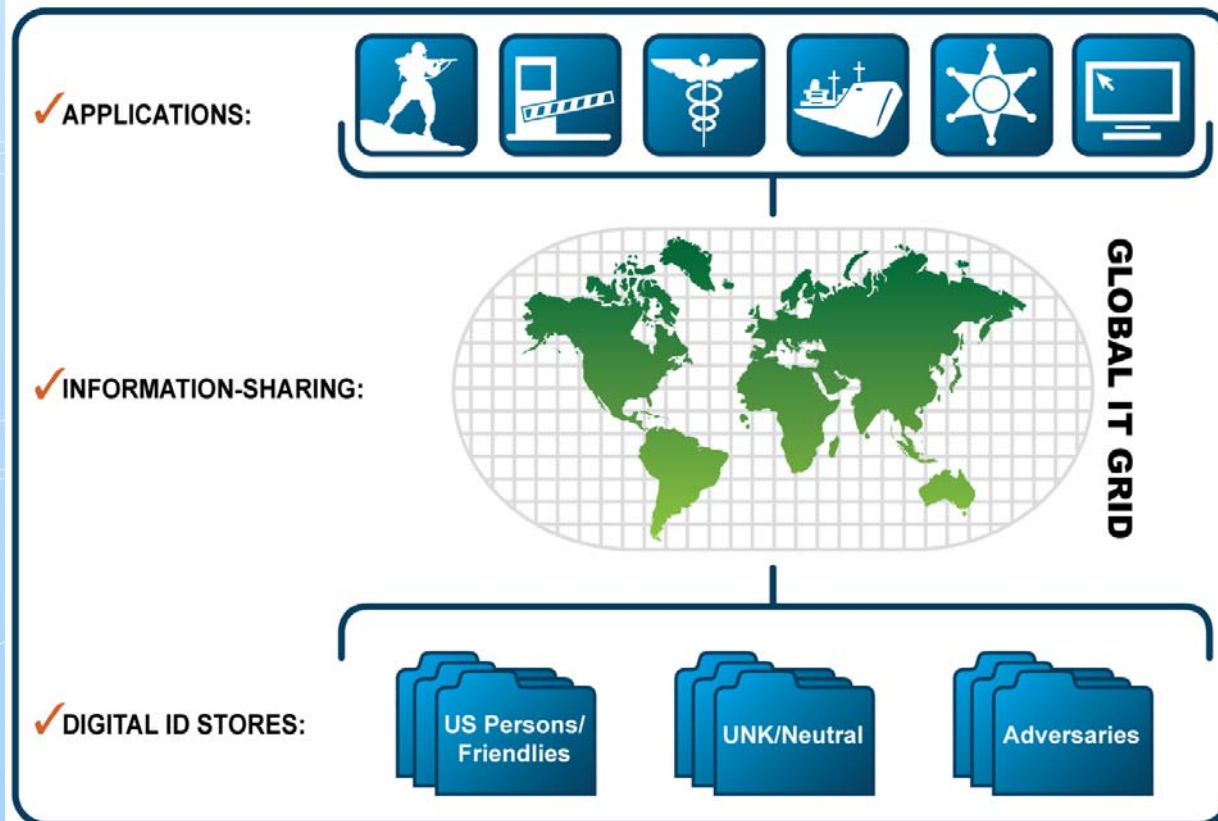 ✓APPLICATIONS:
✓INFORMATION-SHARING:
GLOBAL IT GRID
✓DIGITAL ID STORES:
US Persons/
Friendlies
UNK/Neutral
Adversaries